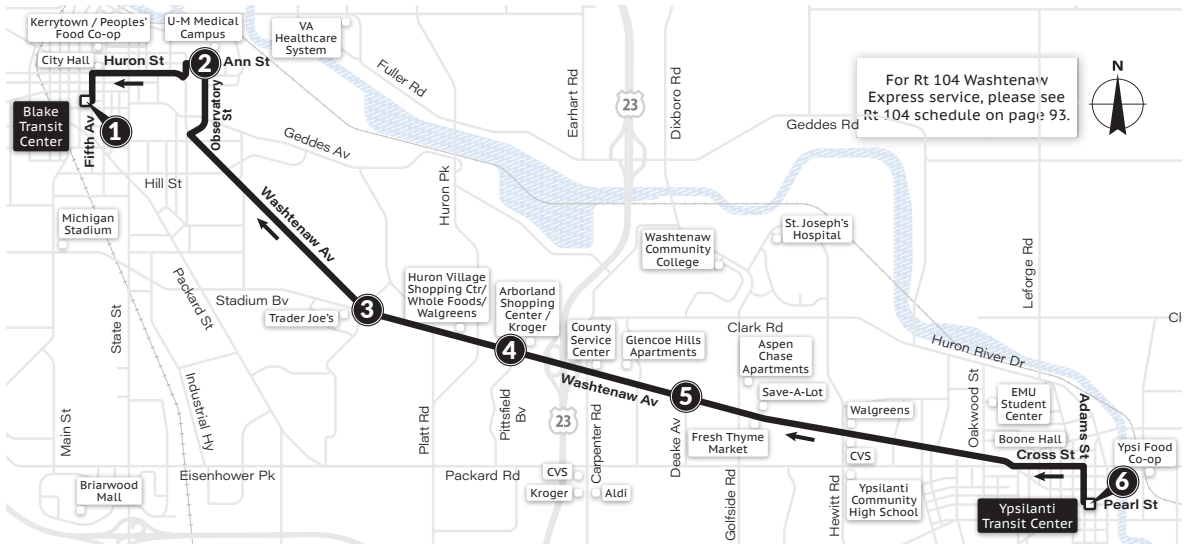 Kerrytown / Peoples'
Food Co-op
U-M Medical
Campus
VA
Healthcare
System
City Hall
Huron St
2
Ann St
Fuller Rd
Earhart Rd
23
Dixboro Rd
For Rt 104 Washtenaw
Express service, please see
Rt 104 schedule on page 93.
N
Geddes Rd
Blake
Transit
Center
Fifth Av
1
Observatory
St
Geddes Av
Hill St
Huron Pk
Washtenaw Av
Michigan
Stadium
Washtenaw
Community
College
St. Joseph's
Hospital
Leforge Rd
Packard St
State St
Stadium Bv
Trader Joe's
3
Huron Village
Shopping Ctr/
Whole Foods/
Walgreens
Arborland
Shopping
Center /
Kroger
4
County
Service
Center
Glencoe Hills
Apartments
Clark Rd
Cl
Aspen
Chase
Apartments
Huron River Dr
Washtenaw Av
5
Save-A-Lot
Industrial Hy
Main St
Platt Rd
Pittsfield
Bv
23
Carpenter Rd
Deake Av
Fresh Thyme
Market
Walgreens
CVS
Oakwood St
EMU
Student
Center
Boone Hall
Adams St
Cross St
Ypsi Food
Co-op
Briarwood
Mall
Eisenhower Pk
Packard Rd
CVS
Kroger
Aldi
Golfside Rd
Hewitt Rd
Ypsilanti
Community
High School
Ypsilanti
Transit Center
6
Pearl St